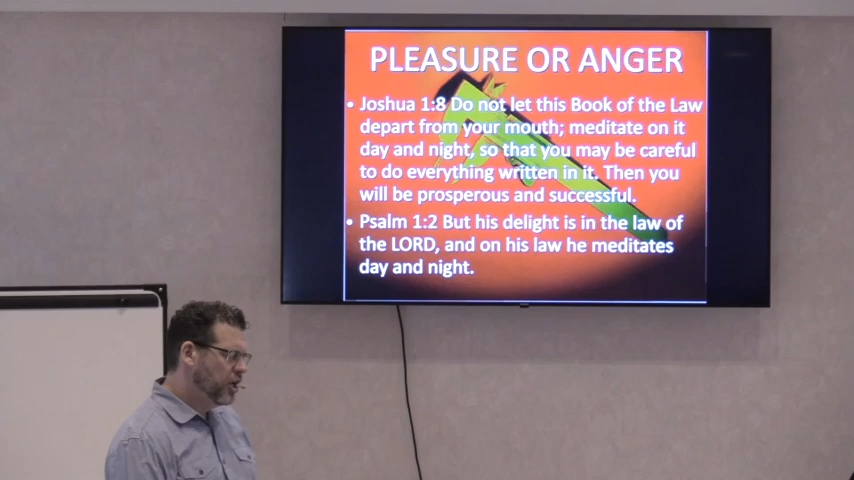 PLEASURE OR ANGER
• Joshua 1:8 Do not let this Book of the Law
depart from your mouth; meditate on it
day and night, so that you may be careful
to do everything written in it. Then you
will be prosperous and successful.
• Psalm 1:2 But his delight is in the law of
the LORD, and on his law he meditates
day and night.